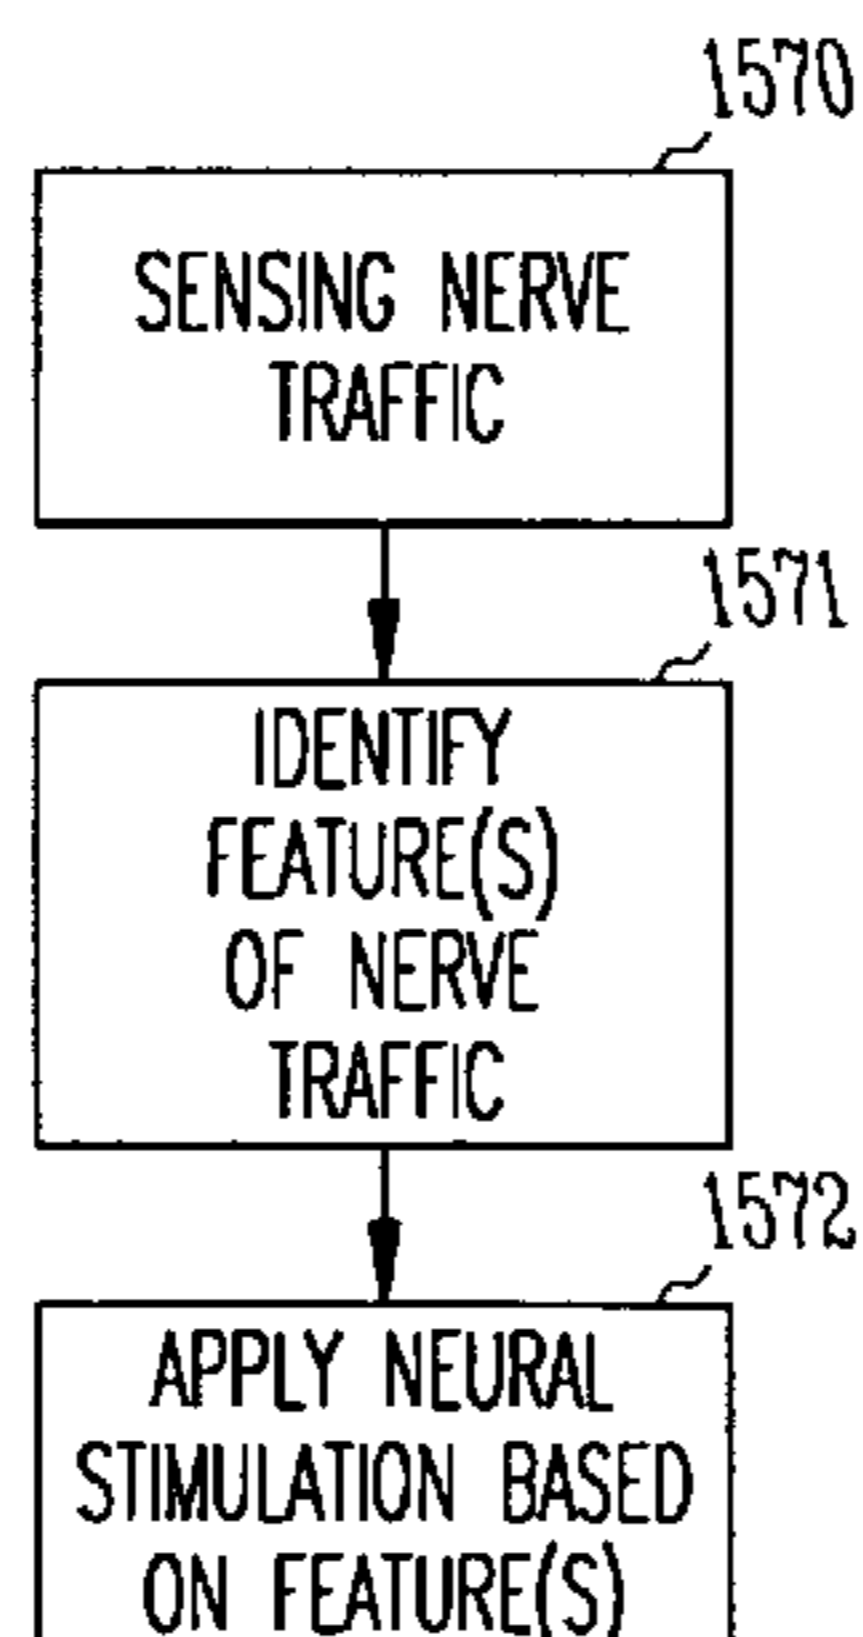 1570
SENSING NERVE
TRAFFIC
1571
IDENTIFY
FEATURE(S)
OF NERVE
TRAFFIC
1572
APPLY NEURAL
STIMULATION BASED
ON FEATURE(S)